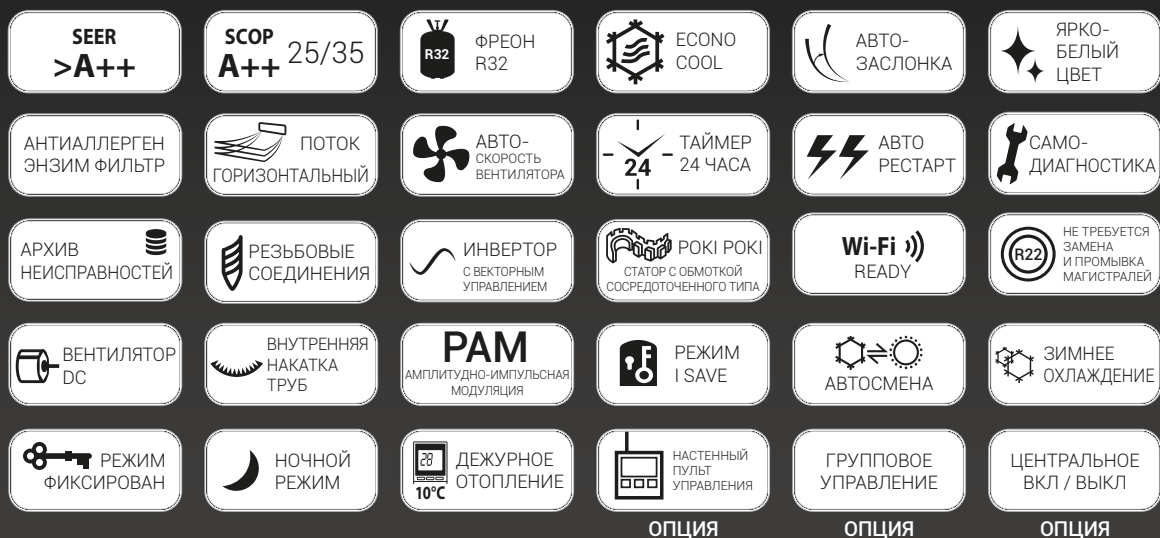 SEER
>A++
SCOP
A++ 25/35
R32
ФРЕОН
R32
ECONO
COOL
АВТО-
ЗАСЛОНКА
ЯРКО-
БЕЛЫЙ
ЦВЕТ
АНТИАЛЛЕРГЕН
ЭНЗИМ ФИЛЬТР
ПОТОК
ГОРИЗОНТАЛЬНЫЙ
АВТО-
СКОРОСТЬ
ВЕНТИЛЯТОРА
24
ТАЙМЕР
24 ЧАСА
АВТО
РЕСТАРТ
САМО-
ДИАГНОСТИКА
АРХИВ
НЕИСПРАВНОСТЕЙ
РЕЗЬБОВЫЕ
СОЕДИНЕНИЯ
ИНВЕРТОР
С ВЕКТОРНЫМ
УПРАВЛЕНИЕМ
POKI POKI
СТАТОР С ОБМОТКОЙ
СОСРЕДОТОЧЕННОГО ТИПА
Wi-Fi
READY
R22
НЕ ТРЕБУЕТСЯ
ЗАМЕНА
И ПРОМЫВКА
МАГИСТРАЛЕЙ
ВЕНТИЛЯТОР
DC
ВНУТРЕННЯЯ
НАКАТКА
ТРУБ
PAM
АМПЛИТУДНО-ИМПУЛЬСНАЯ
МОДУЛЯЦИЯ
РЕЖИМ
I SAVE
АВТОСМЕНА
ЗИМНЕЕ
ОХЛАЖДЕНИЕ
РЕЖИМ
ФИКСИРОВАН
НОЧНОЙ
РЕЖИМ
28
10°C
ДЕЖУРНОЕ
ОТОПЛЕНИЕ
НАСТЕННЫЙ
ПУЛЬТ
УПРАВЛЕНИЯ
ГРУППОВОЕ
УПРАВЛЕНИЕ
ЦЕНТРАЛЬНОЕ
ВКЛ / ВЫКЛ
ОПЦИЯ
ОПЦИЯ
ОПЦИЯ